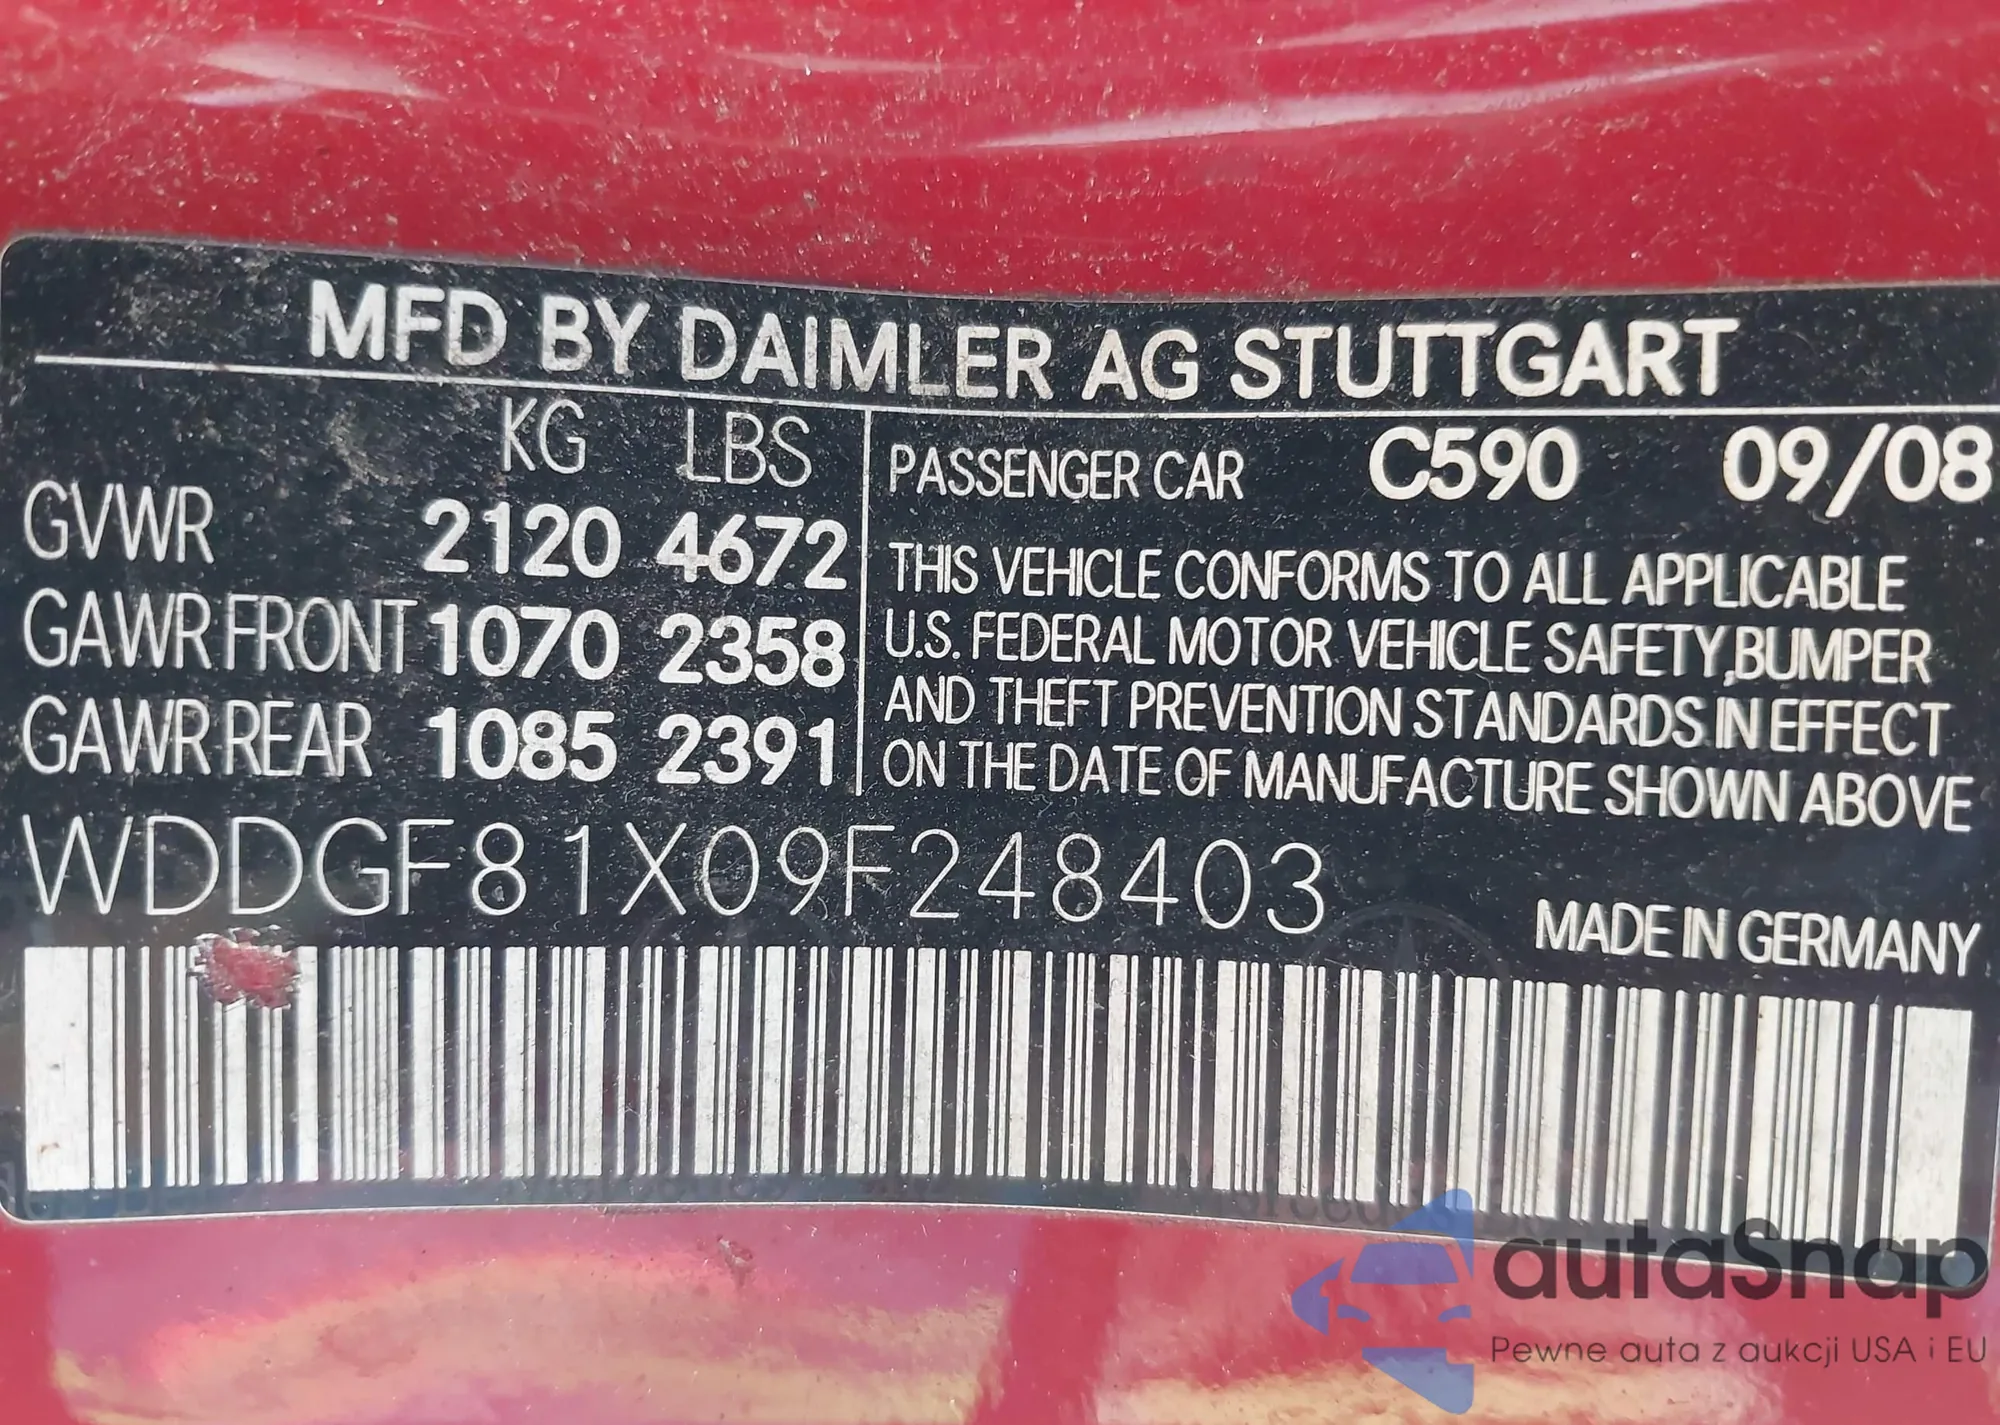 MFD BY DAIMLER AG STUTTGART
KG LBS
GVWR 2120 4672
GAWR FRONT 1070 2358
GAWR REAR 1085 2391
PASSENGER CAR C590 09/08
THIS VEHICLE CONFORMS TO ALL APPLICABLE
U.S. FEDERAL MOTOR VEHICLE SAFETY,BUMPER
AND THEFT PREVENTION STANDARDS IN EFFECT
ON THE DATE OF MANUFACTURE SHOWN ABOVE
WDDGF81X09F248403
MADE IN GERMANY
autaSnap
Pewne auta z aukcji USA i EU